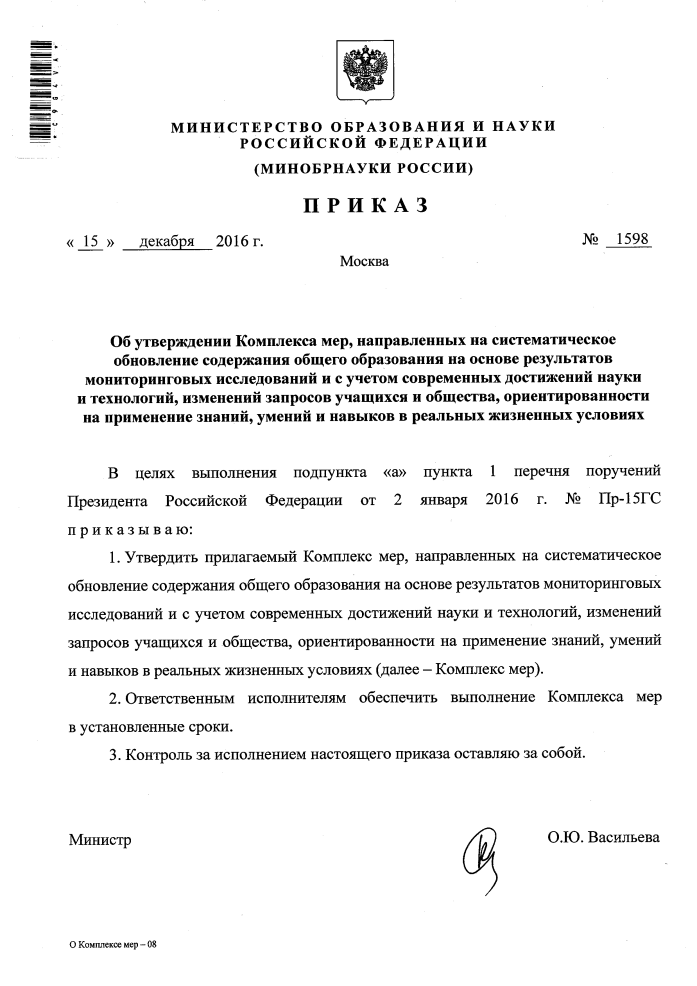 МИНИСТЕРСТВО ОБРАЗОВАНИЯ И НАУКИ
РОССИЙСКОЙ ФЕДЕРАЦИИ
(МИНОБРНАУКИ РОССИИ)
ПРИКАЗ
« 15 » декабря 2016 г. № 1598
Москва
Об утверждении Комплекса мер, направленных на систематическое
обновление содержания общего образования на основе результатов
мониторинговых исследований и с учетом современных достижений науки
и технологий, изменений запросов учащихся и общества, ориентированности
на применение знаний, умений и навыков в реальных жизненных условиях
В целях выполнения подпункта «а» пункта 1 перечня поручений
Президента Российской Федерации от 2 января 2016 г. № Пр-15ГС
приказываю:
1. Утвердить прилагаемый Комплекс мер, направленных на систематическое
обновление содержания общего образования на основе результатов мониторинговых
исследований и с учетом современных достижений науки и технологий, изменений
запросов учащихся и общества, ориентированности на применение знаний, умений
и навыков в реальных жизненных условиях (далее – Комплекс мер).
2. Ответственным исполнителям обеспечить выполнение Комплекса мер
в установленные сроки.
3. Контроль за исполнением настоящего приказа оставляю за собой.
Министр О.Ю. Васильева
О Комплексе мер – 08